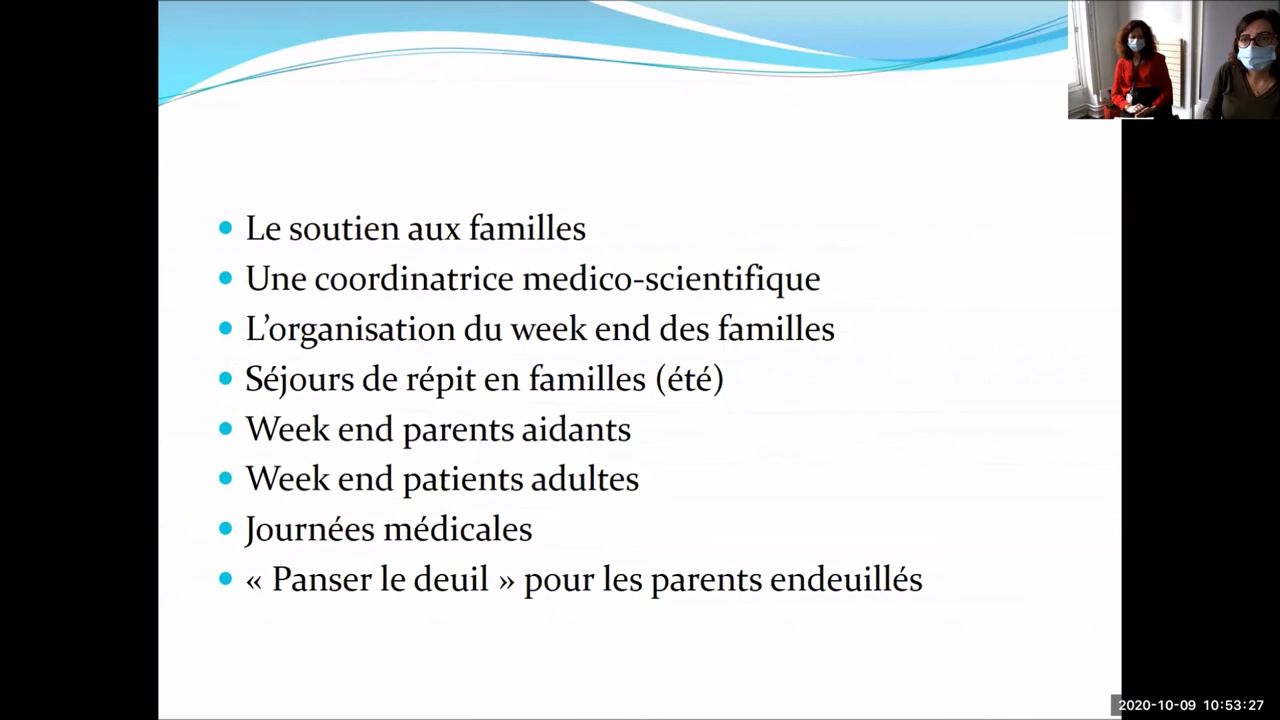 Le soutien aux familles
Une coordinatrice medico-scientifique
L’organisation du week end des familles
Séjours de répit en familles (été)
Week end parents aidants
Week end patients adultes
Journées médicales
« Panser le deuil » pour les parents endeuillés
2020-10-09 10:53:27